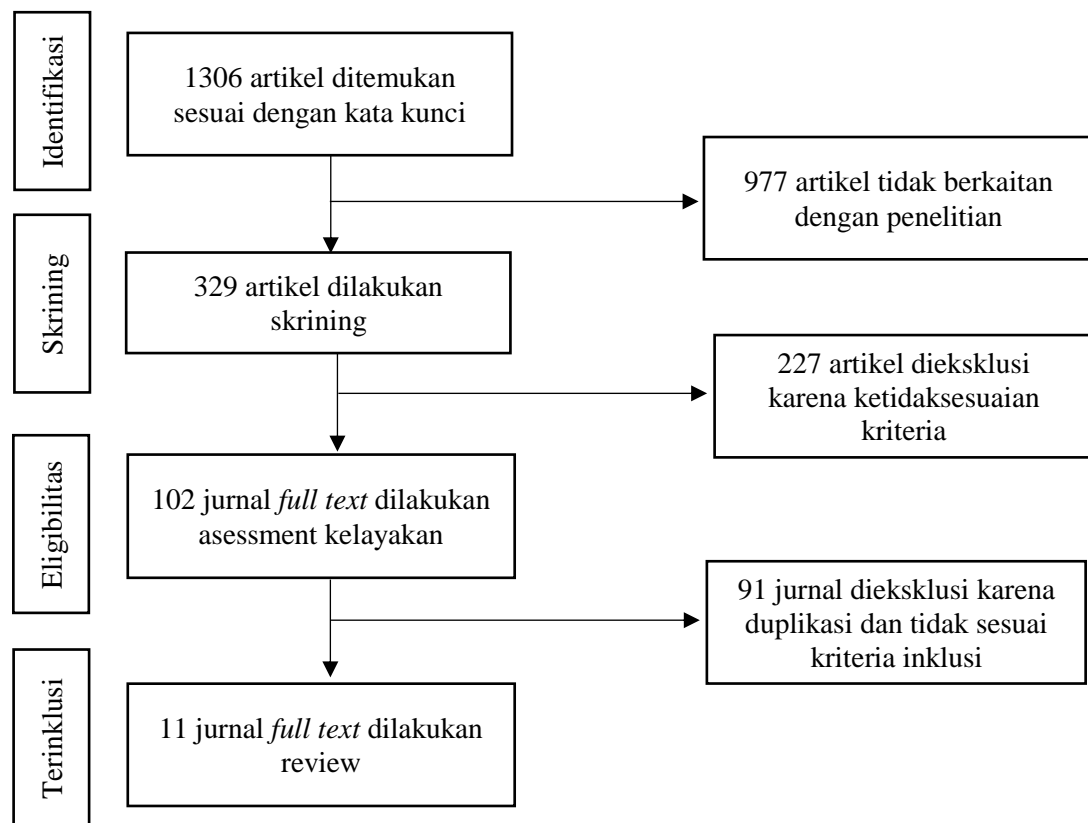 Identifikasi
1306 artikel ditemukan
sesuai dengan kata kunci
977 artikel tidak berkaitan
dengan penelitian
Skrining
329 artikel dilakukan
skrining
227 artikel dieksklusi
karena ketidaksesuaian
kriteria
Eligibilitas
102 jurnal full text dilakukan
asessment kelayakan
91 jurnal dieksklusi karena
duplikasi dan tidak sesuai
kriteria inklusi
Terinklusi
11 jurnal full text dilakukan
review